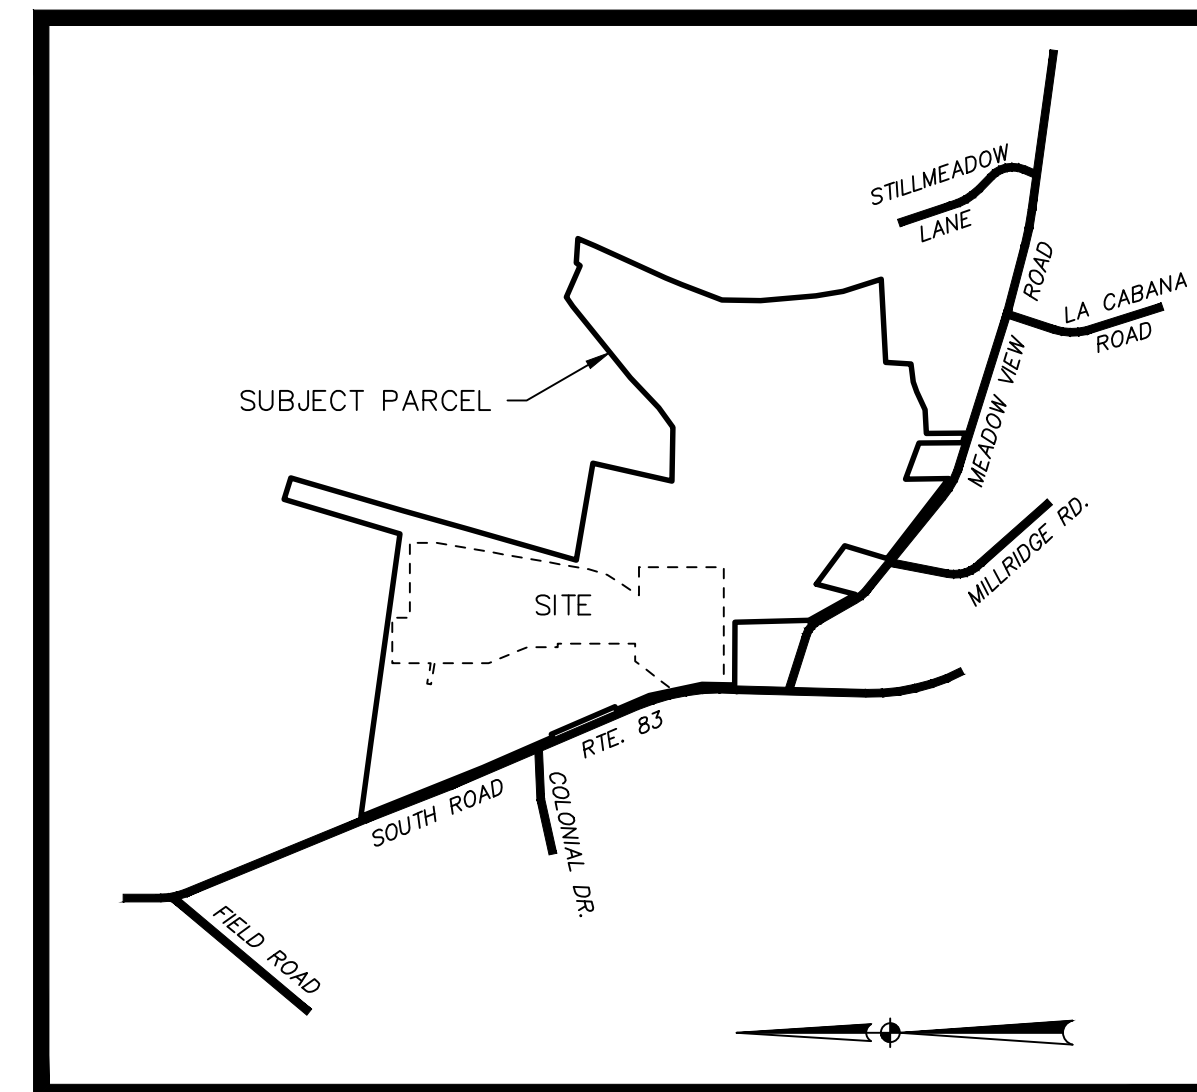 STILLMEADOW
LANE
ROAD
LA CABANA
ROAD
MEADOW VIEW
SUBJECT PARCEL
MILLRIDGE RD.
SITE
RTE. 83
SOUTH ROAD
COLONIAL DR.
FIELD ROAD